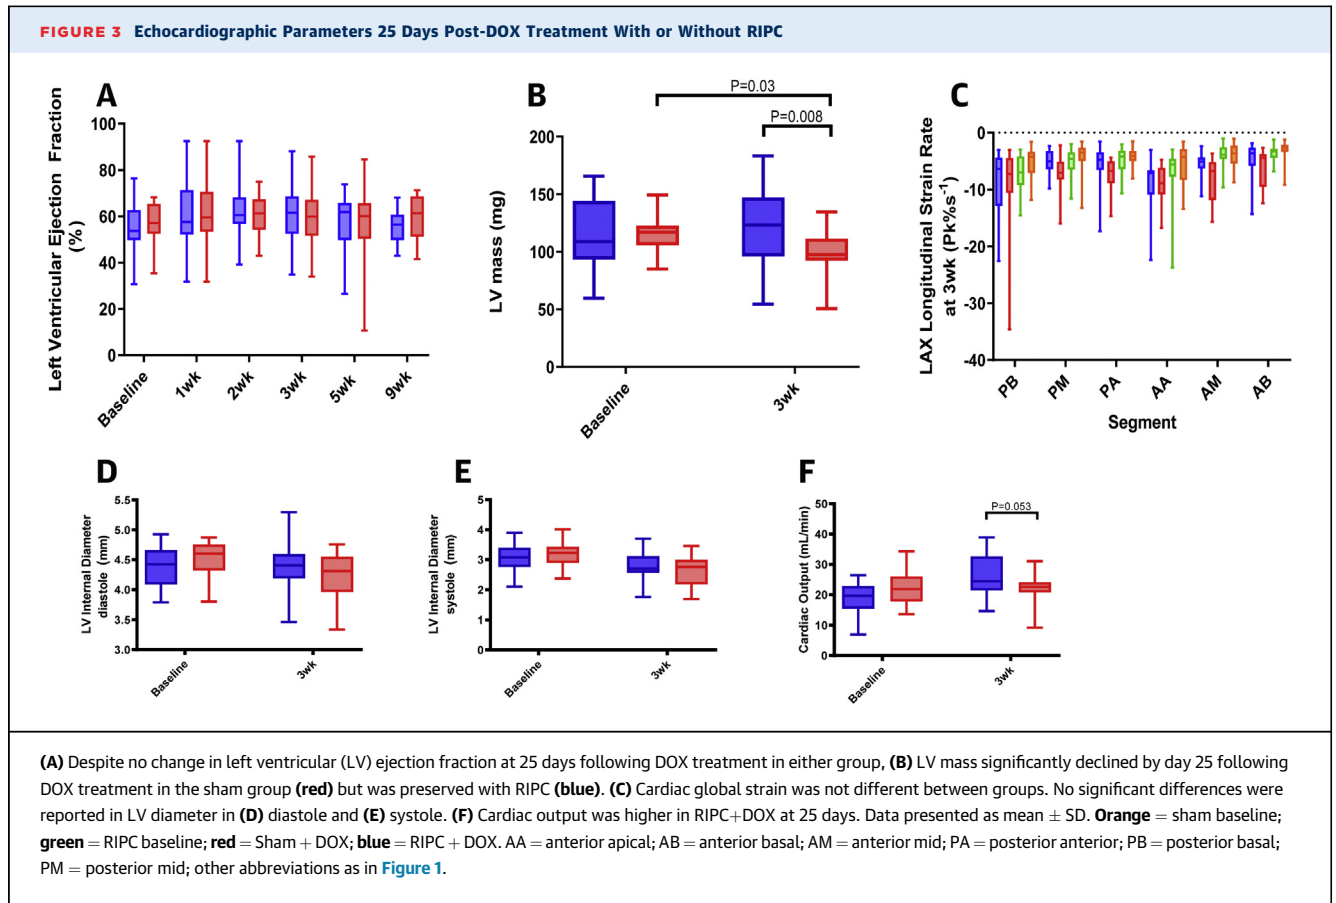 FIGURE 3 Echocardiographic Parameters 25 Days Post-DOX Treatment With or Without RIPC
A
Left Ventricular Ejection Fraction
(%)
100
80
60
40
20
0
Baseline
1wk
2wk
3wk
5wk
9wk
B
P=0.03
P=0.008
LV mass (mg)
200
150
100
50
0
Baseline
3wk
C
LAX Longitudinal Strain Rate
at 3wk (Pk%s-1)
0
-10
-20
-30
-40
PB
PM
PA
AA
AM
AB
Segment
D
LV Internal Diameter
diastole (mm)
5.5
5.0
4.5
4.0
3.5
3.0
Baseline
3wk
E
LV Internal Diameter
systole (mm)
5
4
3
2
1
0
Baseline
3wk
F
P=0.053
Cardiac Output (mL/min)
50
40
30
20
10
0
Baseline
3wk
(A) Despite no change in left ventricular (LV) ejection fraction at 25 days following DOX treatment in either group, (B) LV mass significantly declined by day 25 following
DOX treatment in the sham group (red) but was preserved with RIPC (blue). (C) Cardiac global strain was not different between groups. No significant differences were
reported in LV diameter in (D) diastole and (E) systole. (F) Cardiac output was higher in RIPC+DOX at 25 days. Data presented as mean ± SD. Orange = sham baseline;
green = RIPC baseline; red = Sham + DOX; blue = RIPC + DOX. AA = anterior apical; AB = anterior basal; AM = anterior mid; PA = posterior anterior; PB = posterior basal;
PM = posterior mid; other abbreviations as in Figure 1.